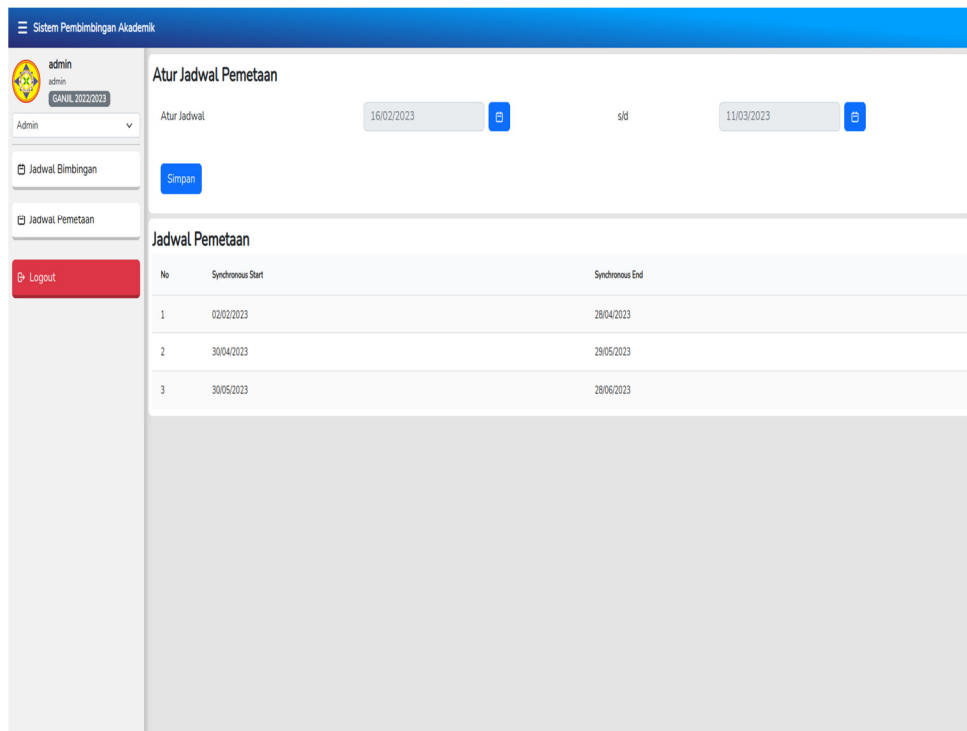 Sistem Pembimbingan Akademik
admin
admin
GANJIL 2022/2023
Admin
Jadwal Bimbingan
Jadwal Pemetaan
Logout
Atur Jadwal Pemetaan
Atur Jadwal 16/02/2023 s/d 11/03/2023
Simpan
Jadwal Pemetaan
No Synchronous Start Synchronous End
1 02/02/2023 28/04/2023
2 30/04/2023 29/05/2023
3 30/05/2023 28/06/2023